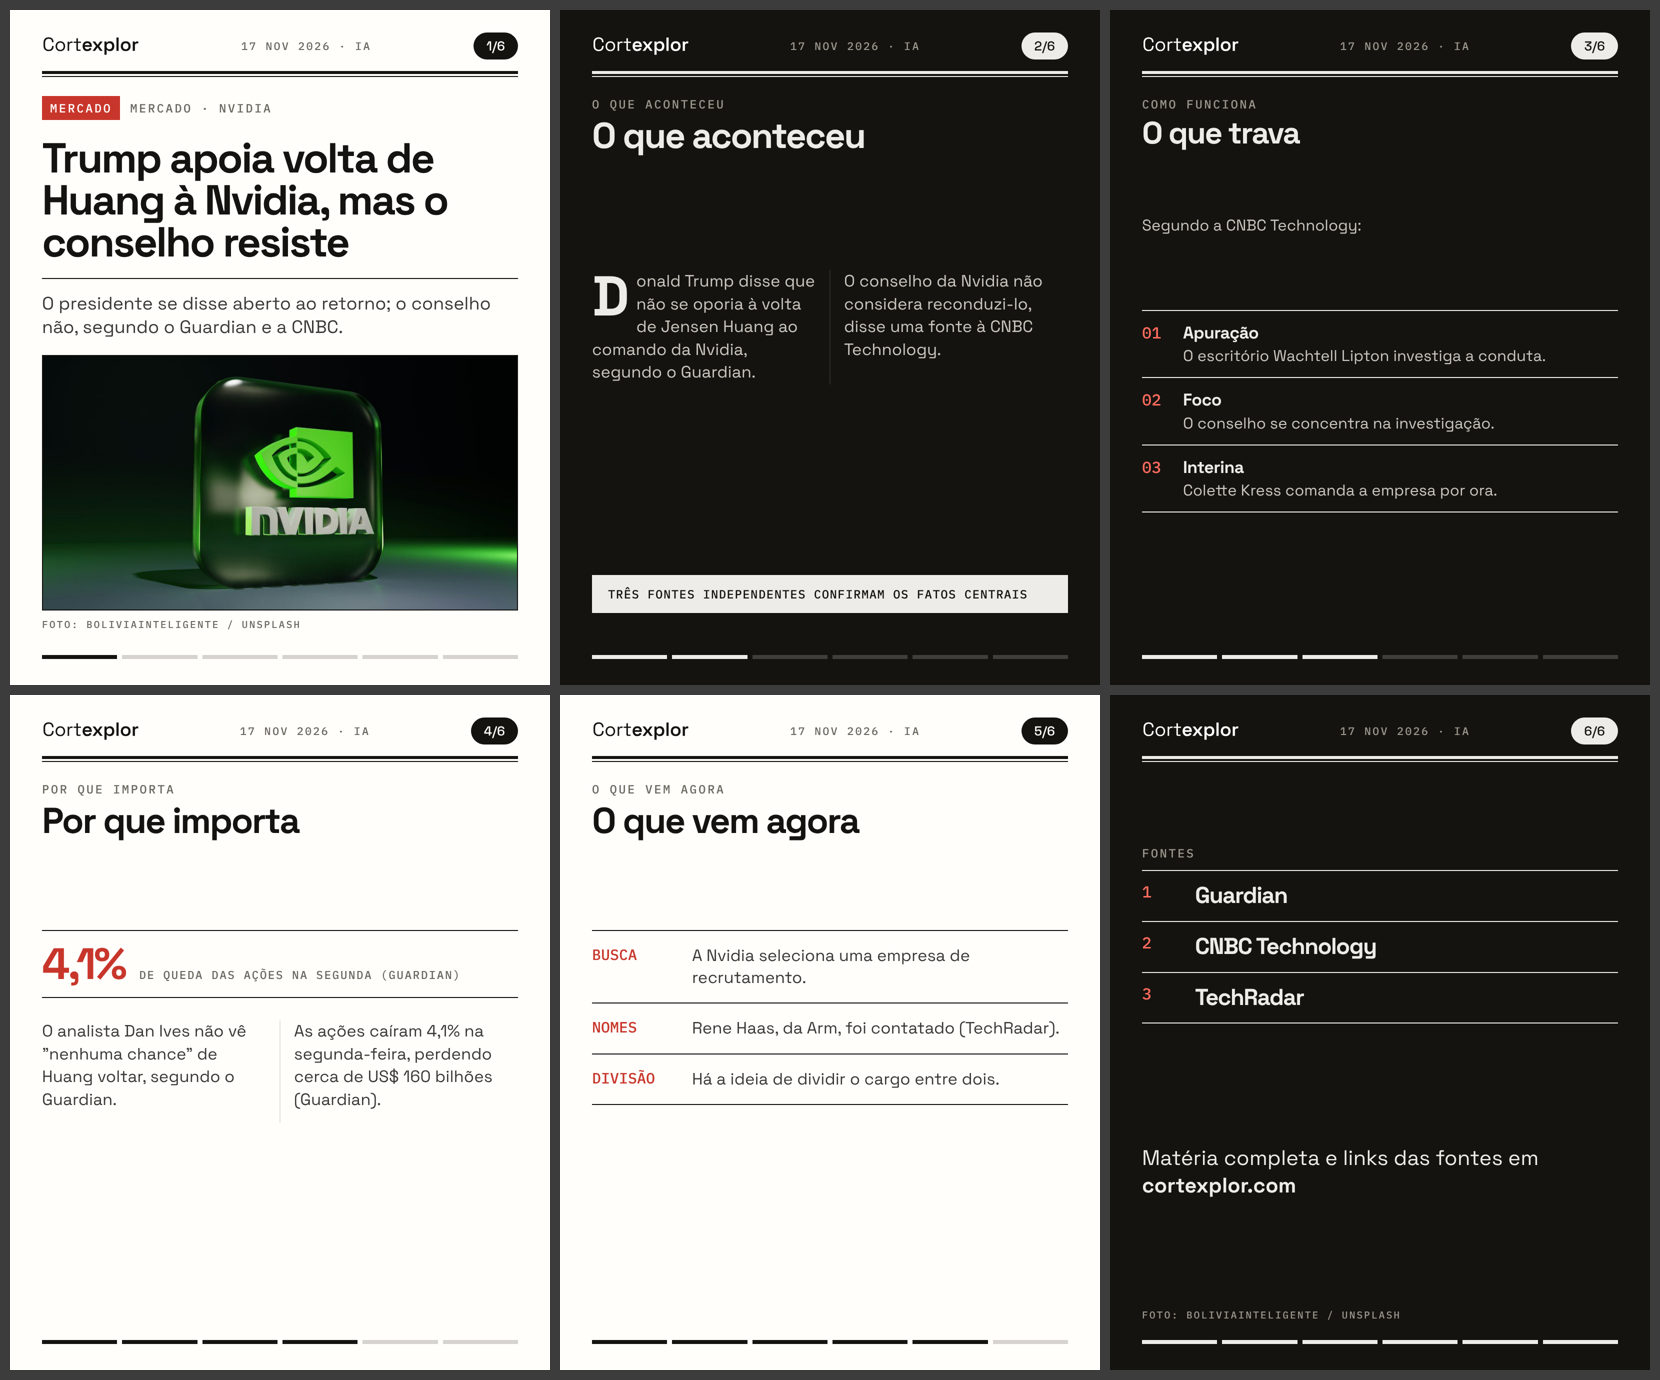 Cortexplor
17 NOV 2026 · IA
1/6
MERCADO
MERCADO · NVIDIA
Trump apoia volta de
Huang à Nvidia, mas o
conselho resiste
O presidente se disse aberto ao retorno; o conselho
não, segundo o Guardian e a CNBC.
NVIDIA
FOTO: BOLIVIAINTELIGENTE / UNSPLASH
Cortexplor
17 NOV 2026 · IA
2/6
O QUE ACONTECEU
O que aconteceu
Donald Trump disse que
não se oporia à volta
de Jensen Huang ao
comando da Nvidia,
segundo o Guardian.
O conselho da Nvidia não
considera reconduzi-lo,
disse uma fonte à CNBC
Technology.
TRÊS FONTES INDEPENDENTES CONFIRMAM OS FATOS CENTRAIS
Cortexplor
17 NOV 2026 · IA
3/6
COMO FUNCIONA
O que trava
Segundo a CNBC Technology:
01 Apuração
O escritório Wachtell Lipton investiga a conduta.
02 Foco
O conselho se concentra na investigação.
03 Interina
Colette Kress comanda a empresa por ora.
Cortexplor
17 NOV 2026 · IA
4/6
POR QUE IMPORTA
Por que importa
4,1% DE QUEDA DAS AÇÕES NA SEGUNDA (GUARDIAN)
O analista Dan Ives não vê
"nenhuma chance" de
Huang voltar, segundo o
Guardian.
As ações caíram 4,1% na
segunda-feira, perdendo
cerca de US$ 160 bilhões
(Guardian).
Cortexplor
17 NOV 2026 · IA
5/6
O QUE VEM AGORA
O que vem agora
BUSCA A Nvidia seleciona uma empresa de
recrutamento.
NOMES Rene Haas, da Arm, foi contatado (TechRadar).
DIVISÃO Há a ideia de dividir o cargo entre dois.
Cortexplor
17 NOV 2026 · IA
6/6
FONTES
1 Guardian
2 CNBC Technology
3 TechRadar
Matéria completa e links das fontes em
cortexplor.com
FOTO: BOLIVIAINTELIGENTE / UNSPLASH